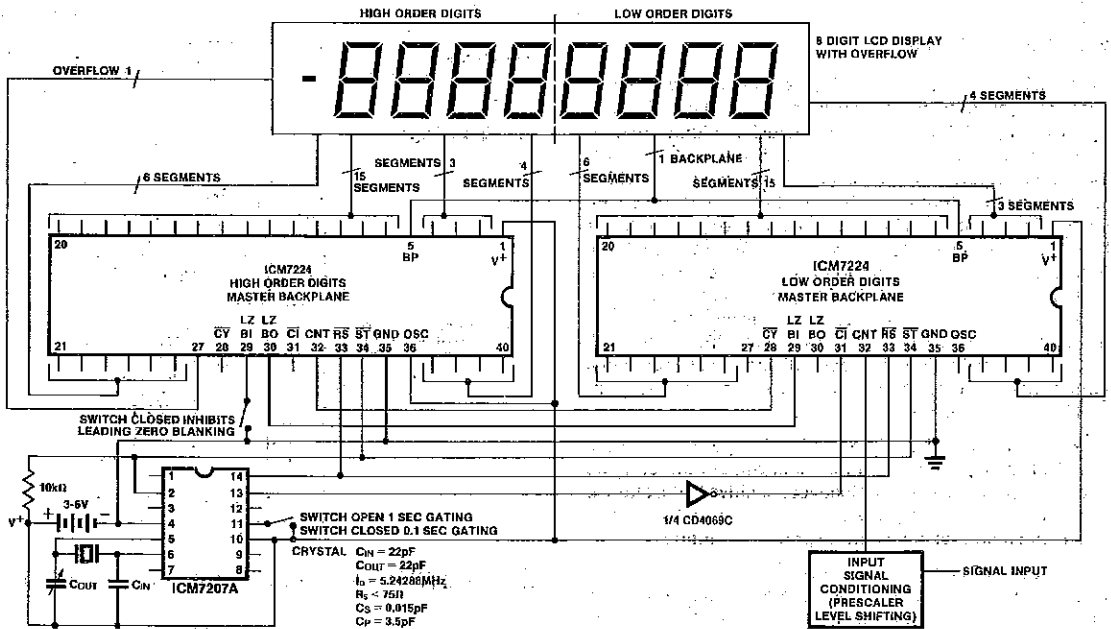 HIGH ORDER DIGITS
LOW ORDER DIGITS
8 DIGIT LCD DISPLAY
WITH OVERFLOW
OVERFLOW 1
4 SEGMENTS
6 SEGMENTS
15
SEGMENTS
SEGMENTS 3
4
SEGMENTS
6
SEGMENTS
1 BACKPLANE
SEGMENTS 15
3 SEGMENTS
20
5
BP
1
V+
ICM7224
HIGH ORDER DIGITS
MASTER BACKPLANE
LZ LZ
CY BI BO CI CNT RS ST GND OSC
21 27 28 29 30 31 32 33 34 35 36 40
20
5
BP
1
V+
ICM7224
LOW ORDER DIGITS
MASTER BACKPLANE
LZ LZ
CY BI BO CI CNT RS ST GND OSC
21 27 28 29 30 31 32 33 34 35 36 40
SWITCH CLOSED INHIBITS
LEADING ZERO BLANKING
10kΩ
V+
+ 3-6V −
1 14
2 13
3 12
4 11
5 10
6 9
7 8
ICM7207A
COUT
CIN
SWITCH OPEN 1 SEC GATING
SWITCH CLOSED 0.1 SEC GATING
CRYSTAL CIN = 22pF
COUT = 22pF
fo = 5.24288MHz
RS < 75Ω
CS = 0.015pF
CP = 3.5pF
1/4 CD4069C
INPUT
SIGNAL
CONDITIONING
(PRESCALER
LEVEL SHIFTING)
SIGNAL INPUT